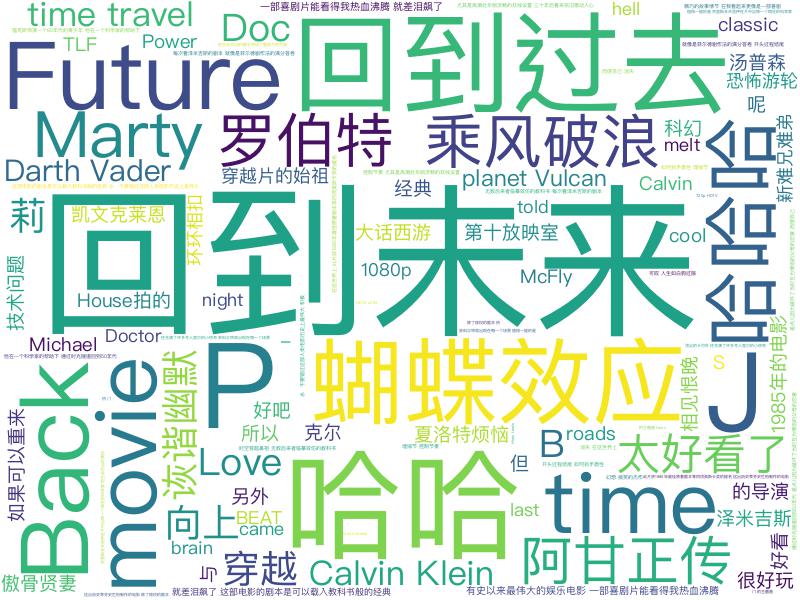 time travel
一部喜剧片能看得我热血沸腾 就差泪飙了
hell
classic
TLF
Power
Doc
回到过去
Future
汤普森
恐怖游轮
呢
Marty
罗伯特
乘风破浪
科幻
melt
哈哈哈
新难兄难弟
Darth Vader
穿越片的始祖
经典
planet Vulcan
Calvin
莉
凯文克莱恩
环环相扣
回到未来
大话西游
told
第十放映室
cool
1080p
McFly
House拍的
night
技术问题
Michael
Doctor
P
蝴蝶效应
J
S
1985年的电影
相见恨晚
Back
movie
诙谐幽默
好吧
所以
克尔
夏洛特烦恼
B
roads
太好看了
如果可以重来
Love
哈哈
但
time
的导演
另外
last
向上
BEAT
came
泽米吉斯
brain
与
穿越
Calvin Klein
阿甘正传
好看
很好玩
傲骨贤妻
就差泪飙了 这部电影的剧本是可以载入教科书般的经典
有史以来最伟大的娱乐电影 一部喜剧片能看得我热血沸腾